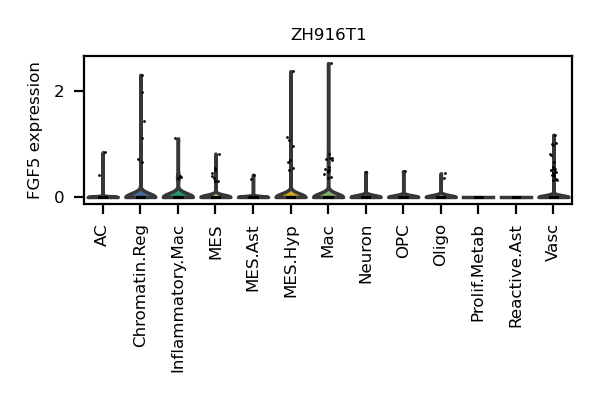 ZH916T1
FGF5 expression
2
0
AC
Chromatin.Reg
Inflammatory.Mac
MES
MES.Ast
MES.Hyp
Mac
Neuron
OPC
Oligo
Prolif.Metab
Reactive.Ast
Vasc